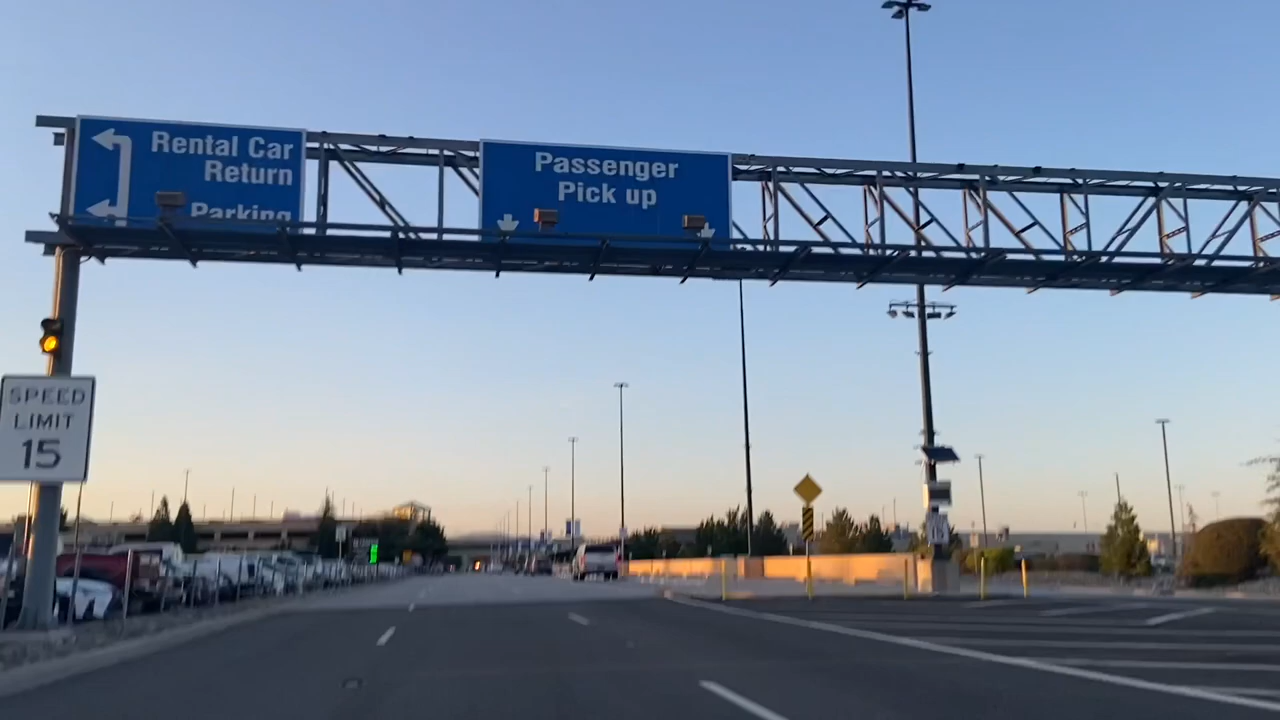 Rental Car
Return
Parking
Passenger
Pick up
SPEED
LIMIT
15